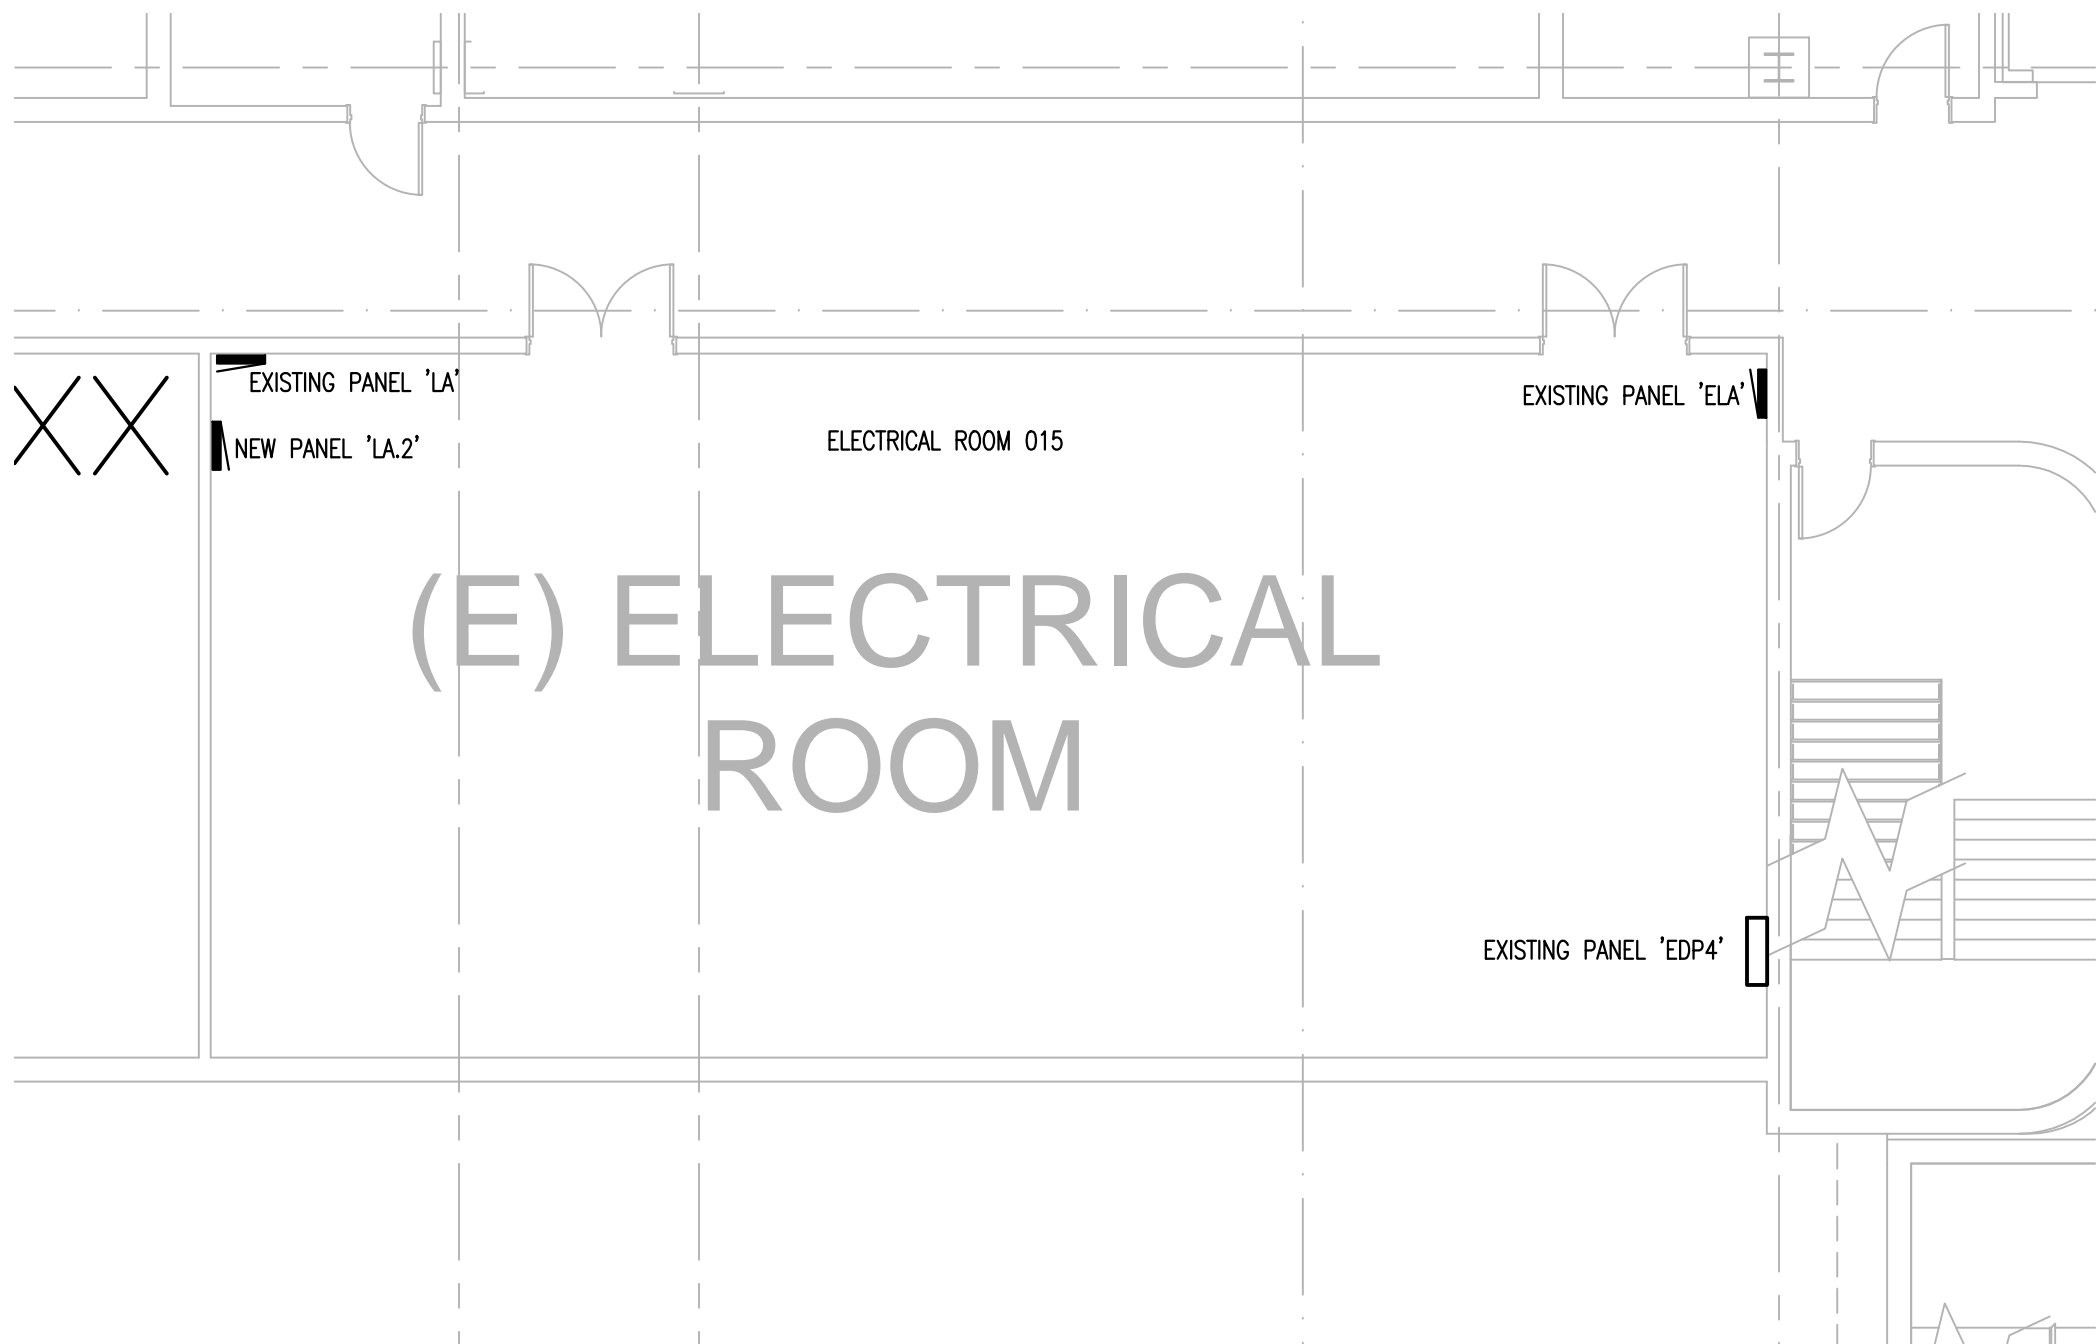 EXISTING PANEL 'LA'
EXISTING PANEL 'ELA'
NEW PANEL 'LA.2'
ELECTRICAL ROOM 015
(E) ELECTRICAL
ROOM
EXISTING PANEL 'EDP4'